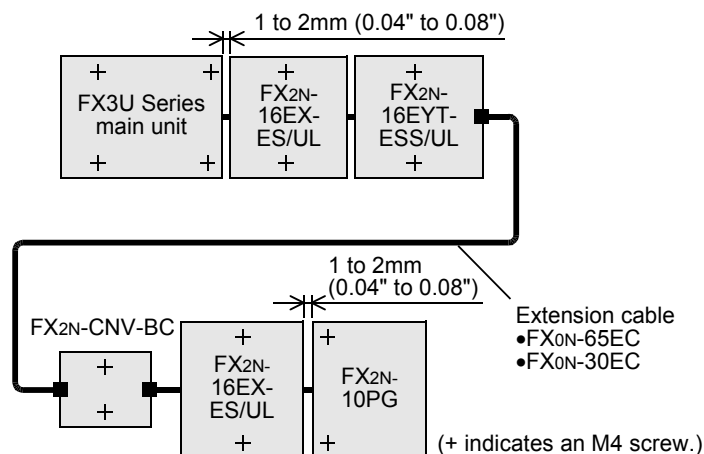 1 to 2mm (0.04" to 0.08")
FX3U Series
main unit
FX2N-
16EX-
ES/UL
FX2N-
16EYT-
ESS/UL
1 to 2mm
(0.04" to 0.08")
FX2N-CNV-BC
FX2N-
16EX-
ES/UL
FX2N-
10PG
Extension cable
•FX0N-65EC
•FX0N-30EC
(+ indicates an M4 screw.)